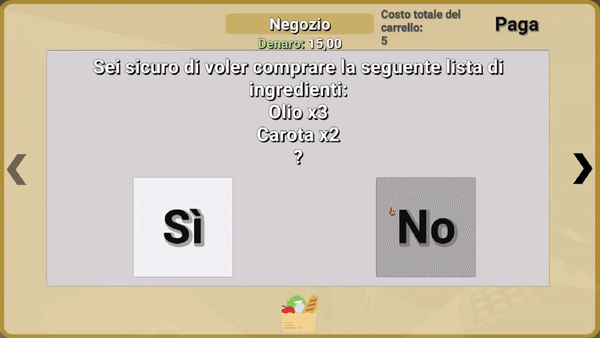 Negozio
Denaro: 15,00
Costo totale del
carrello:
5
Paga
Sei sicuro di voler comprare la seguente lista di
ingredienti:
Olio x3
Carota x2
?
Sì
No